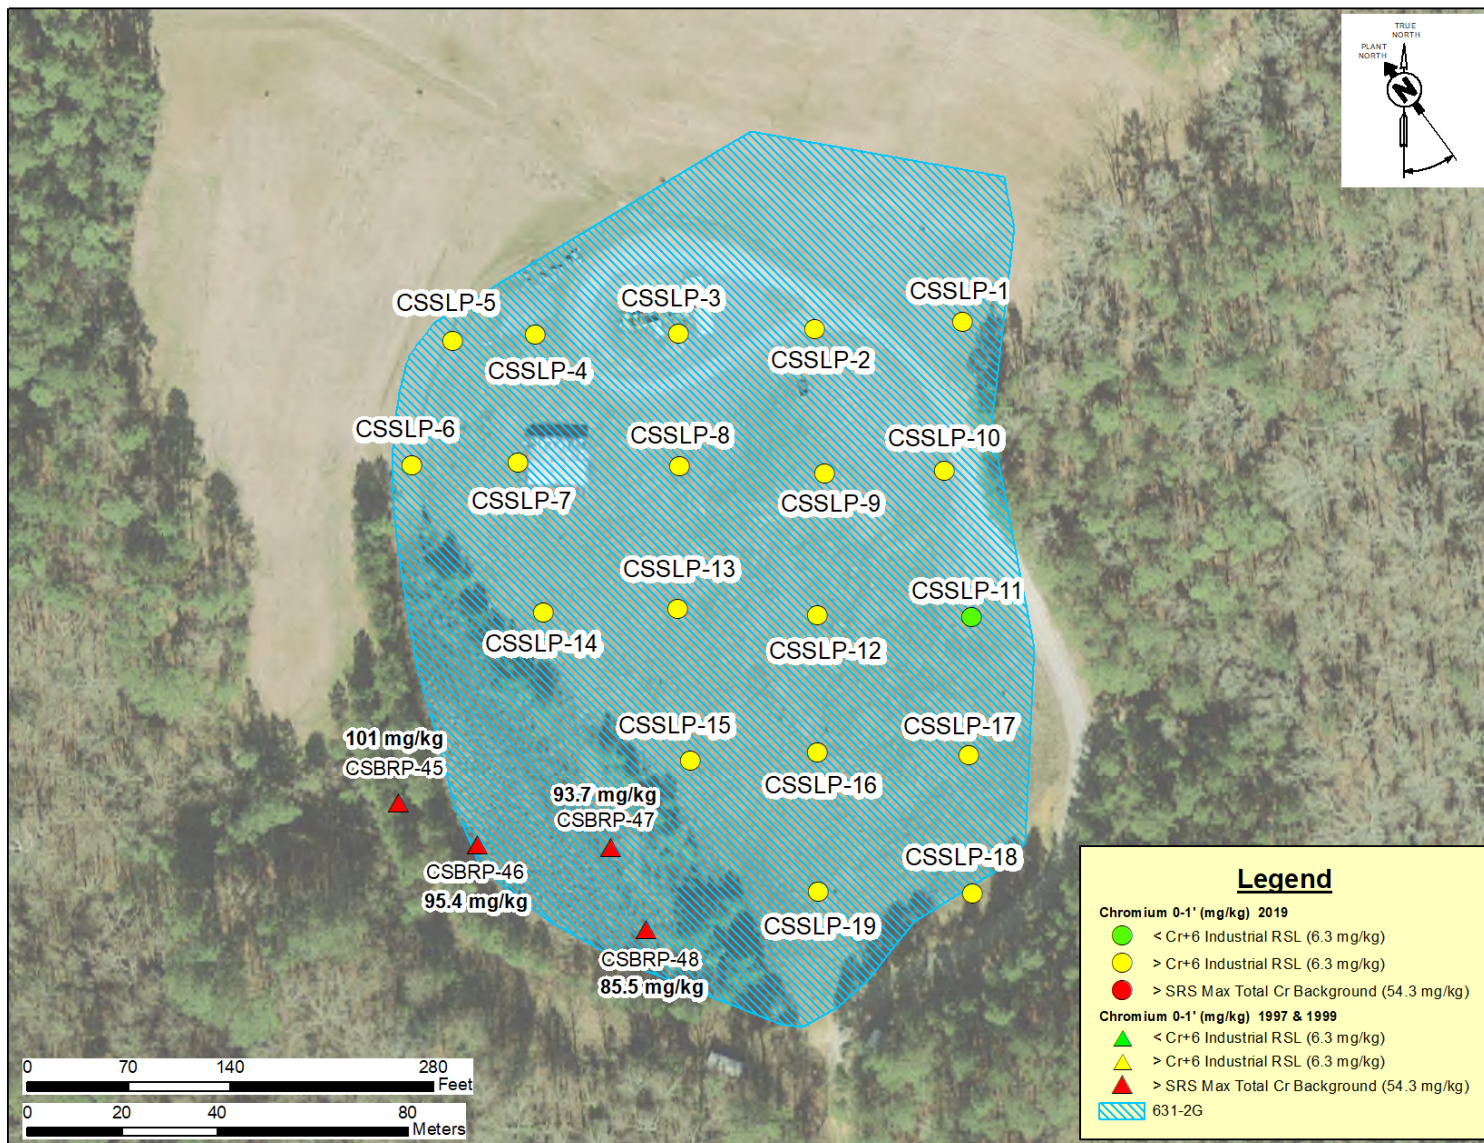 TRUE
NORTH
PLANT
NORTH
N
CSSLP-1
CSSLP-3
CSSLP-5
CSSLP-2
CSSLP-4
CSSLP-6
CSSLP-8
CSSLP-10
CSSLP-7
CSSLP-9
CSSLP-13
CSSLP-11
CSSLP-14
CSSLP-12
CSSLP-15
CSSLP-17
101 mg/kg
CSBRP-45
CSSLP-16
93.7 mg/kg
CSBRP-47
CSSLP-18
CSBRP-46
95.4 mg/kg
CSSLP-19
CSBRP-48
85.5 mg/kg
Legend
Chromium 0-1' (mg/kg) 2019
< Cr+6 Industrial RSL (6.3 mg/kg)
> Cr+6 Industrial RSL (6.3 mg/kg)
> SRS Max Total Cr Background (54.3 mg/kg)
Chromium 0-1' (mg/kg) 1997 & 1999
< Cr+6 Industrial RSL (6.3 mg/kg)
> Cr+6 Industrial RSL (6.3 mg/kg)
> SRS Max Total Cr Background (54.3 mg/kg)
631-2G
0 70 140 280
Feet
0 20 40 80
Meters